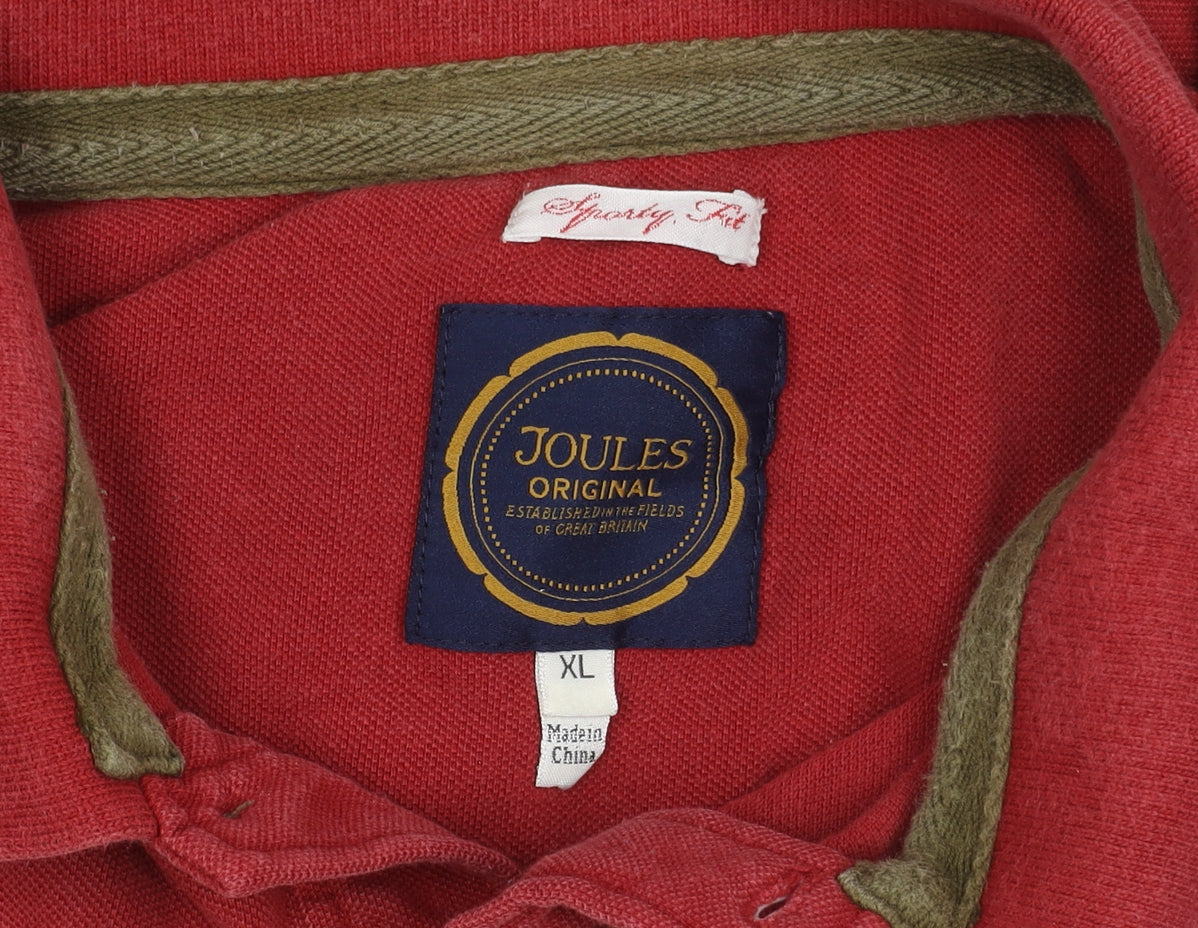 Sporty Fit
JOULES
ORIGINAL
ESTABLISHED IN THE FIELDS
OF GREAT BRITAIN
XL
Made in
China